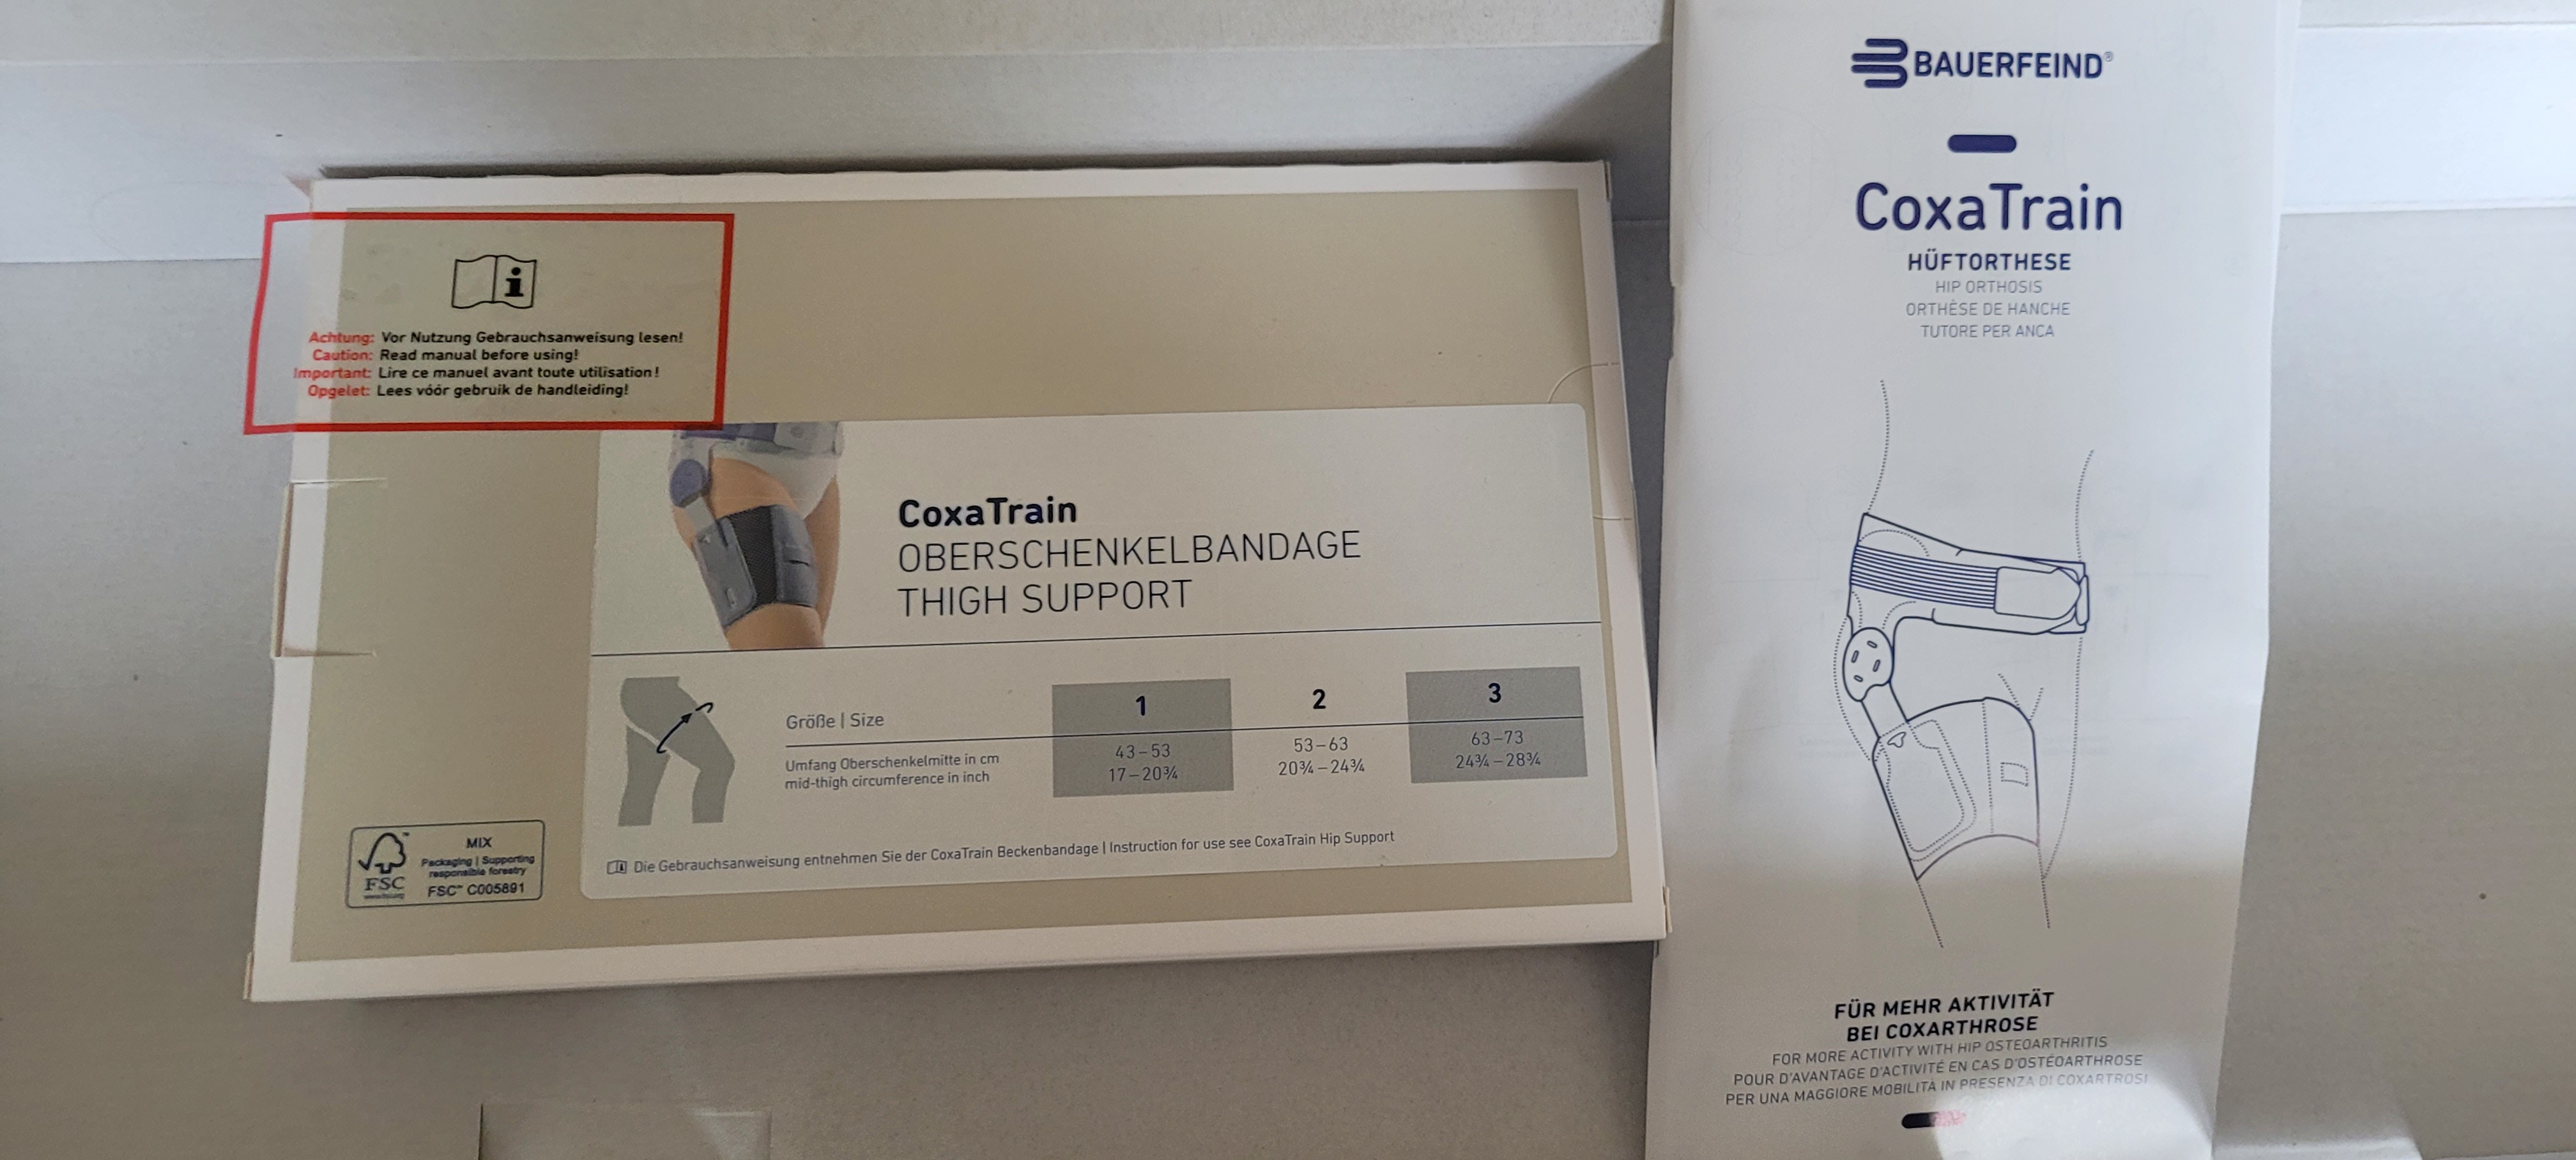 Achtung: Vor Nutzung Gebrauchsanweisung lesen!
Caution: Read manual before using!
Important: Lire ce manuel avant toute utilisation!
Opgelet: Lees vóór gebruik de handleiding!
CoxaTrain
OBERSCHENKELBANDAGE
THIGH SUPPORT
Größe | Size
1
2
3
Umfang Oberschenkelmitte in cm
mid-thigh circumference in inch
43–53
17–20¾
53–63
20¾–24¾
63–73
24¾–28¾
Die Gebrauchsanweisung entnehmen Sie der CoxaTrain Beckenbandage | Instruction for use see CoxaTrain Hip Support
FSC
MIX
Packaging | Supporting
responsible forestry
FSC™ C005891
BAUERFEIND®
CoxaTrain
HÜFTORTHESE
HIP ORTHOSIS
ORTHÈSE DE HANCHE
TUTORE PER ANCA
FÜR MEHR AKTIVITÄT
BEI COXARTHROSE
FOR MORE ACTIVITY WITH HIP OSTEOARTHRITIS
POUR D'AVANTAGE D'ACTIVITÉ EN CAS D'OSTÉOARTHROSE
PER UNA MAGGIORE MOBILITÀ IN PRESENZA DI COXARTROSI